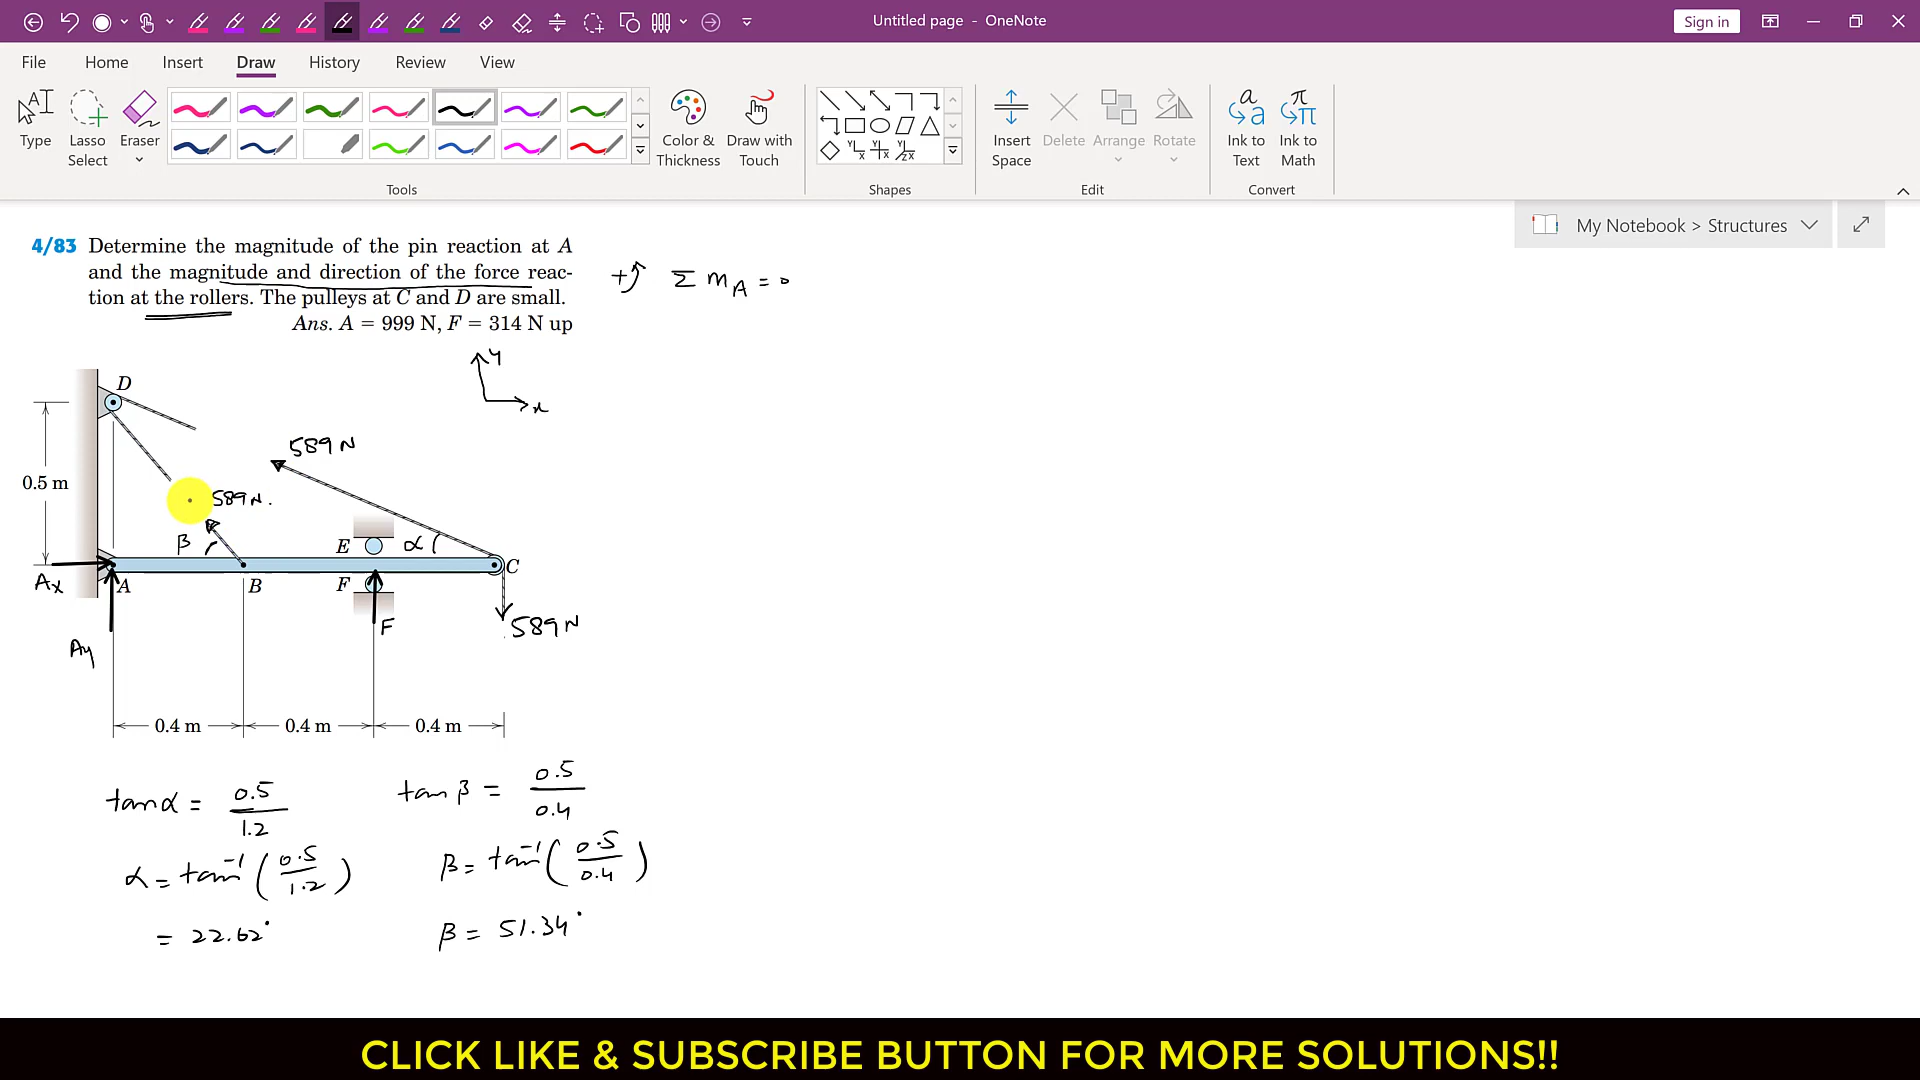 Untitled page - OneNote
Sign in
File Home Insert Draw History Review View
Type
Lasso Select
Eraser
Color & Thickness
Draw with Touch
Insert Space
Delete
Arrange
Rotate
Ink to Text
Ink to Math
Tools
Shapes
Edit
Convert
My Notebook > Structures
4/83 Determine the magnitude of the pin reaction at A
and the magnitude and direction of the force reac-
tion at the rollers. The pulleys at C and D are small.
Ans. A = 999 N, F = 314 N up
+ Σ MA = 0
y
x
D
589 N
0.5 m
589 N.
β
E
α
C
Ax
A
B
F
589 N
F
Ay
0.4 m 0.4 m 0.4 m
tanα = 0.5/1.2
tan β = 0.5/0.4
α = tan⁻¹ (0.5/1.2)
β = tan⁻¹ (0.5/0.4)
= 22.62°
β = 51.34°
CLICK LIKE & SUBSCRIBE BUTTON FOR MORE SOLUTIONS!!